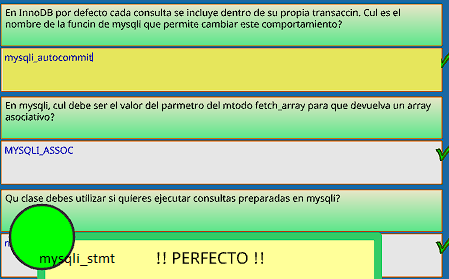 En InnoDB por defecto cada consulta se incluye dentro de su propia transaccin. Cul es el
nombre de la funcin de mysqli que permite cambiar este comportamiento?
mysqli_autocommit
En mysqli, cul debe ser el valor del parmetro del mtodo fetch_array para que devuelva un array
asociativo?
MYSQLI_ASSOC
Qu clase debes utilizar si quieres ejecutar consultas preparadas en mysqli?
mysqli_stmt
!! PERFECTO !!